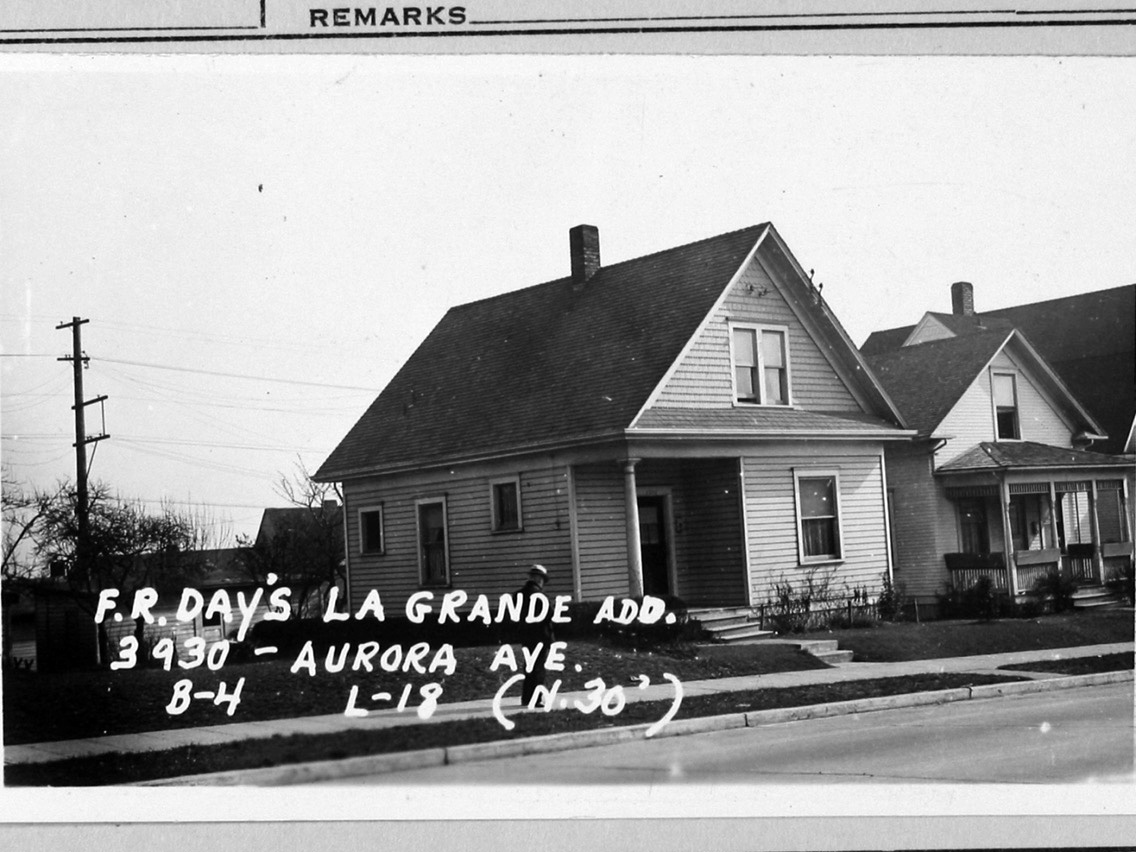 REMARKS
F.R. DAY'S LA GRANDE ADD.
3930 - AURORA AVE.
B-4 L-18 (N.30')